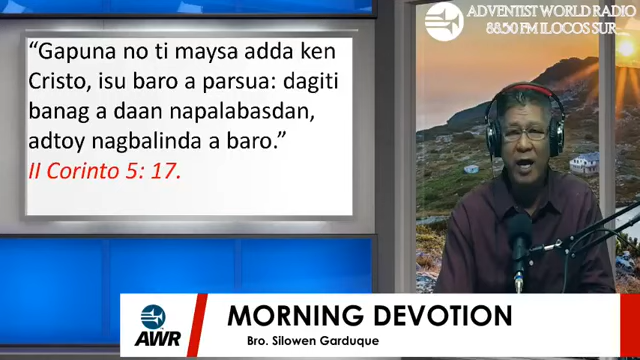 ADVENTIST WORLD RADIO
88.50 FM ILOCOS SUR
“Gapuna no ti maysa adda ken
Cristo, isu baro a parsua: dagiti
banag a daan napalabasdan,
adtoy nagbalinda a baro.”
II Corinto 5: 17.
AWR
MORNING DEVOTION
Bro. Silowen Garduque